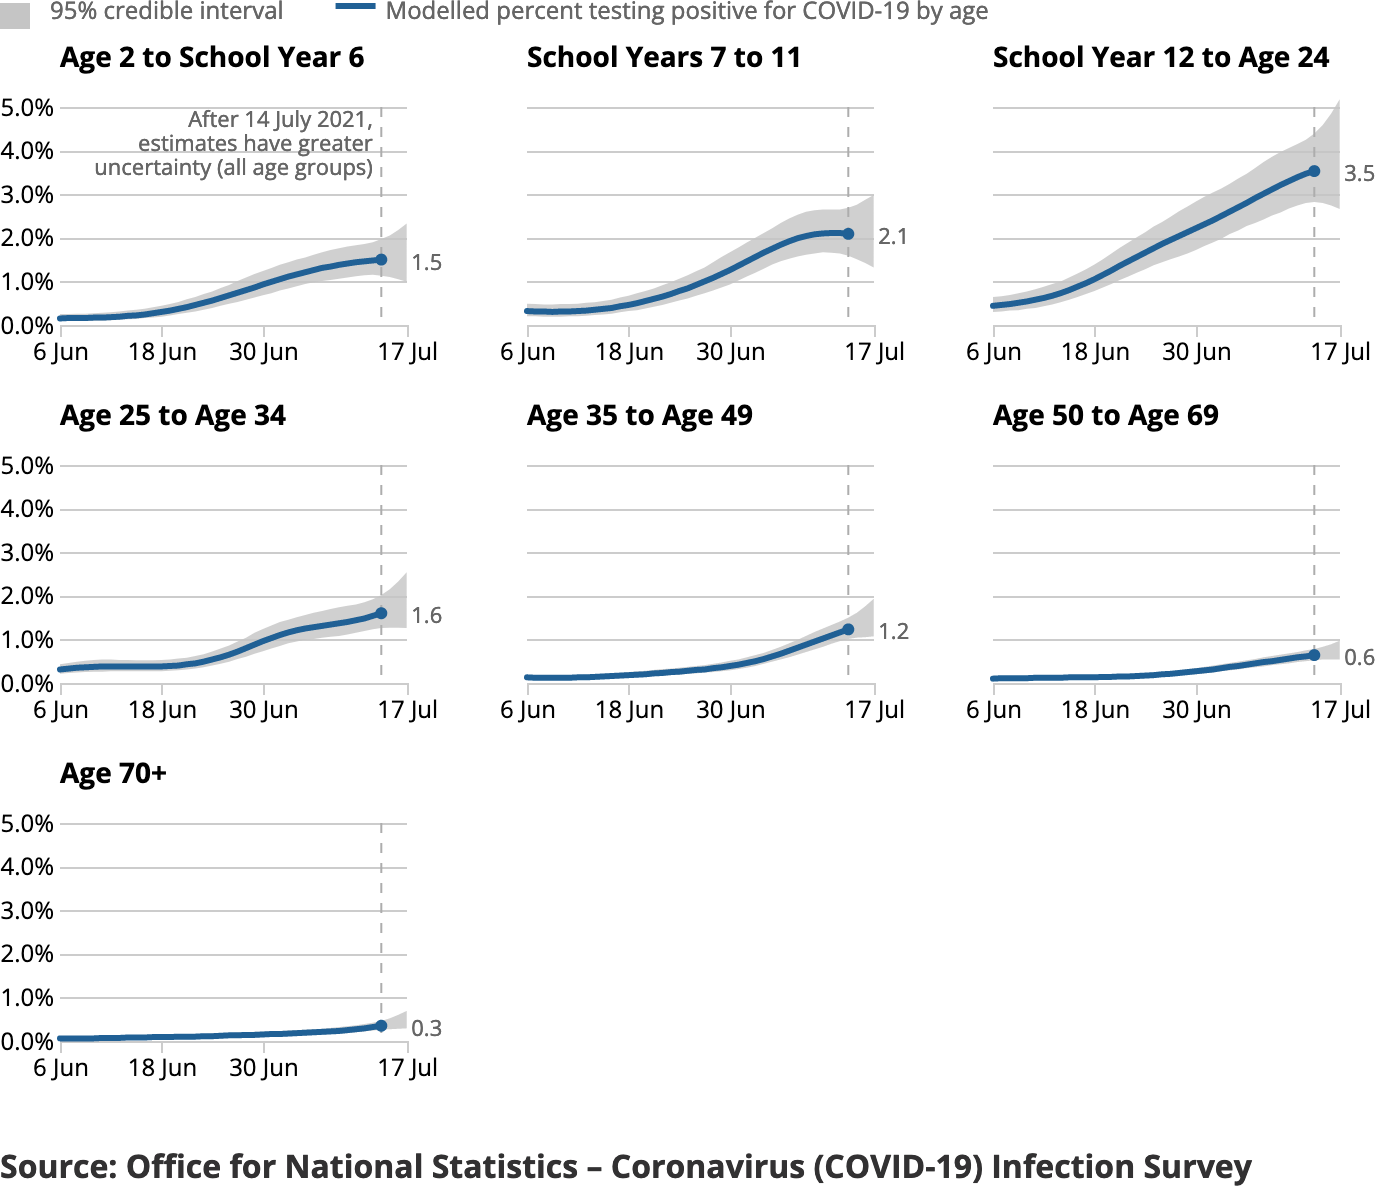 95% credible interval Modelled percent testing positive for COVID-19 by age
Age 2 to School Year 6 School Years 7 to 11 School Year 12 to Age 24
5.0%
After 14 July 2021,
estimates have greater
4.0%
uncertainty (all age groups)
3.0%
3.5
2.0%
2.1
1.5
1.0%
0.0%
6 Jun 18 Jun 30 Jun 17 Jul 6 Jun 18 Jun 30 Jun 17 Jul 6 Jun 18 Jun 30 Jun 17 Jul
Age 25 to Age 34 Age 35 to Age 49 Age 50 to Age 69
5.0%
4.0%
3.0%
2.0%
1.6
1.2
1.0%
0.6
0.0%
6 Jun 18 Jun 30 Jun 17 Jul 6 Jun 18 Jun 30 Jun 17 Jul 6 Jun 18 Jun 30 Jun 17 Jul
Age 70+
5.0%
4.0%
3.0%
2.0%
1.0%
0.3
0.0%
6 Jun 18 Jun 30 Jun 17 Jul
Source: Office for National Statistics – Coronavirus (COVID-19) Infection Survey